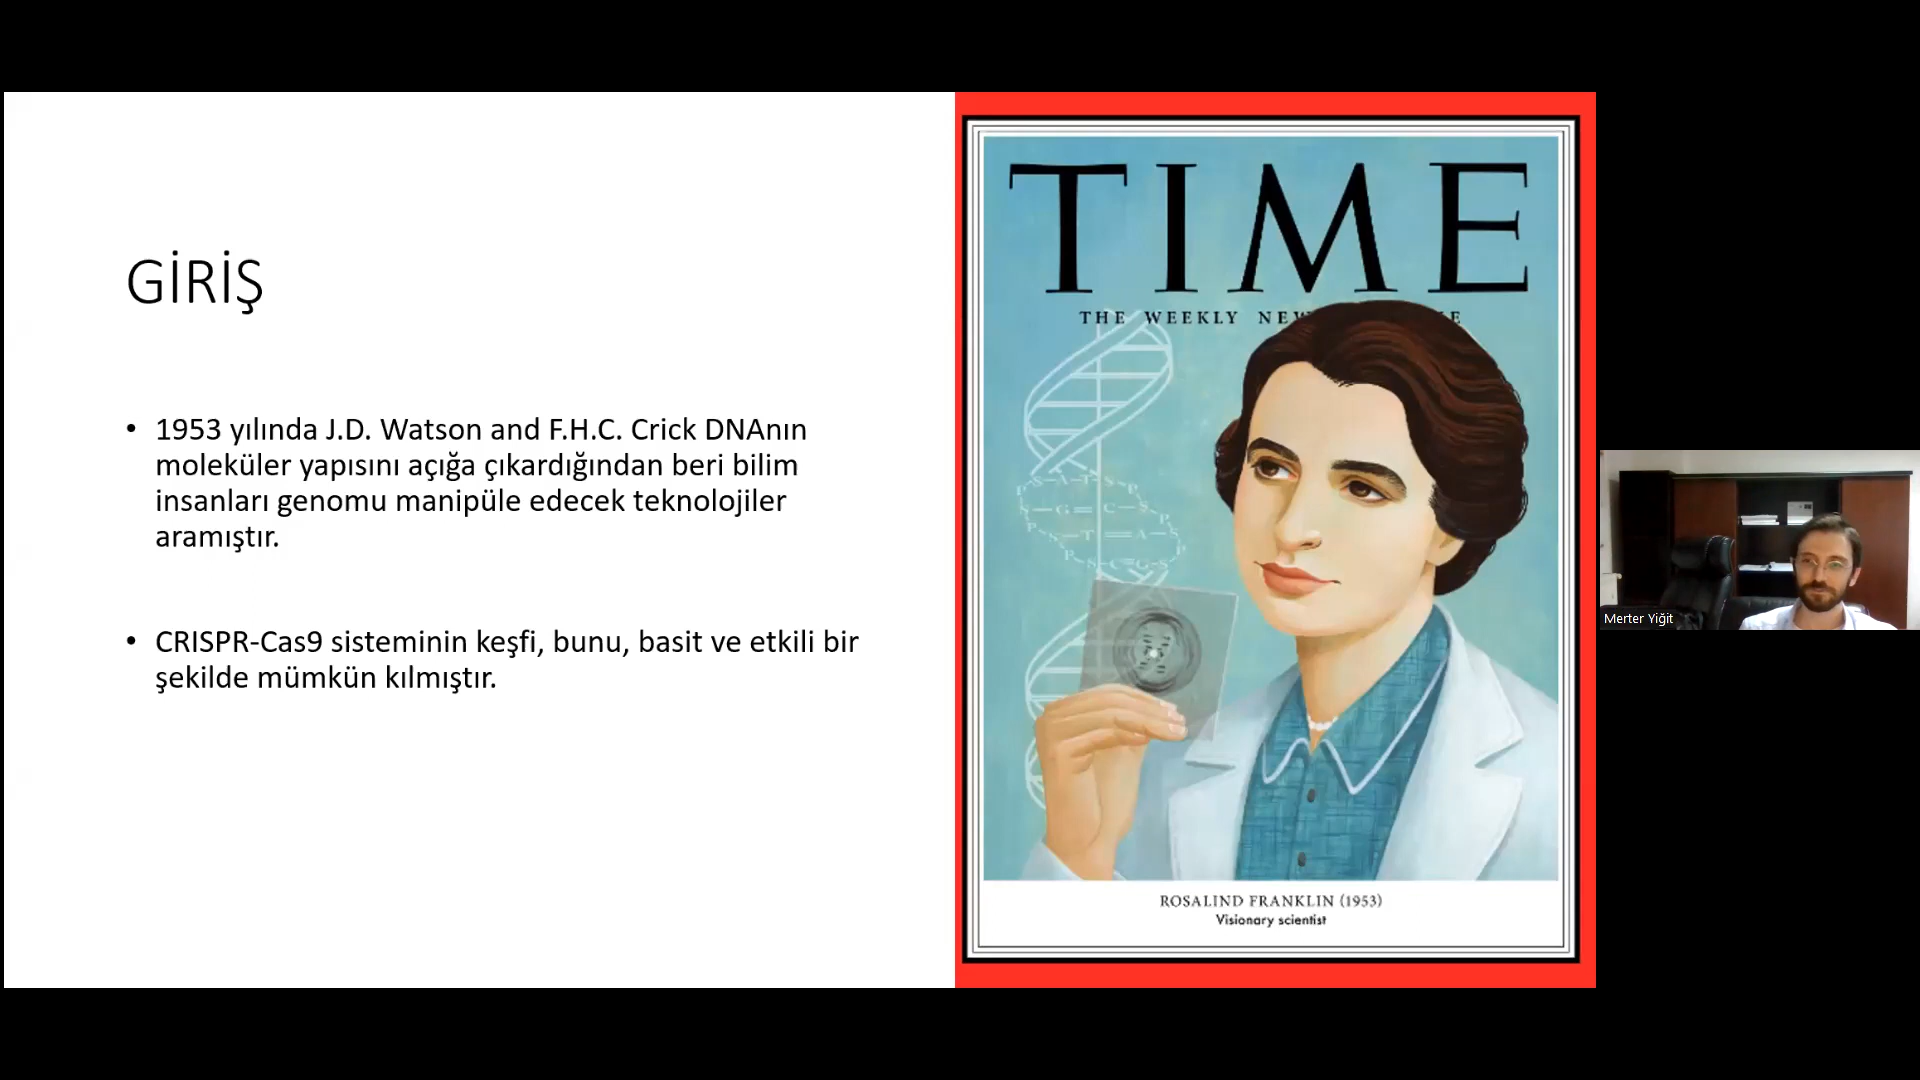 GİRİŞ
• 1953 yılında J.D. Watson and F.H.C. Crick DNAnın
moleküler yapısını açığa çıkardığından beri bilim
insanları genomu manipüle edecek teknolojiler
aramıştır.
• CRISPR-Cas9 sisteminin keşfi, bunu, basit ve etkili bir
şekilde mümkün kılmıştır.
TIME
THE WEEKLY
ROSALIND FRANKLIN (1953)
Visionary scientist
Merter Yiğit